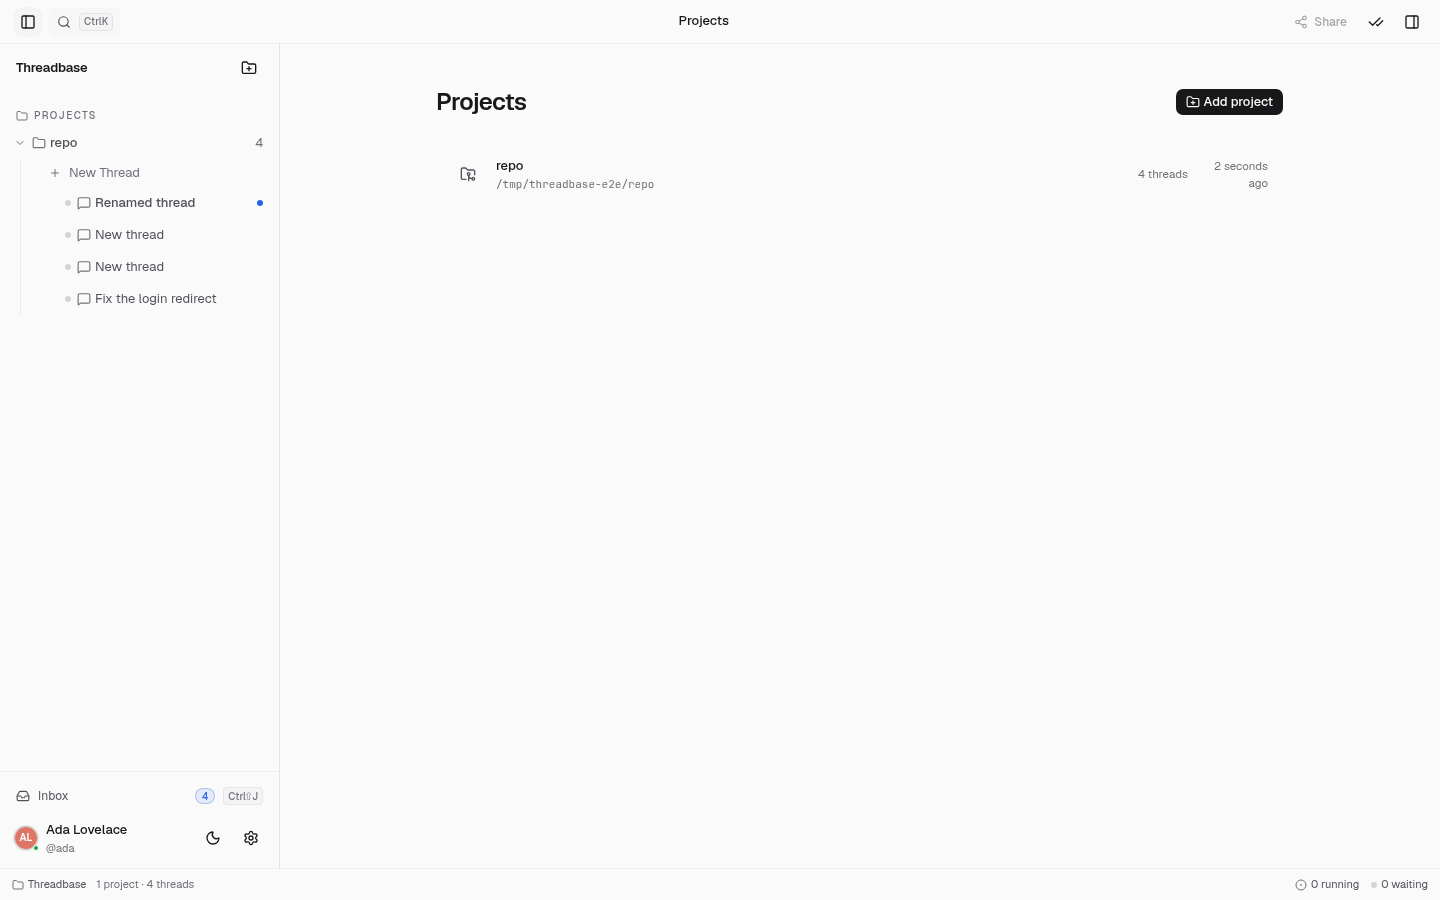 CtrlK
Projects
Share
Threadbase
PROJECTS
repo
4
New Thread
Renamed thread
New thread
New thread
Fix the login redirect
Projects
Add project
repo
/tmp/threadbase-e2e/repo
4 threads
2 seconds
ago
Inbox
4
Ctrl⇧J
AL
Ada Lovelace
@ada
Threadbase
1 project · 4 threads
0 running
0 waiting